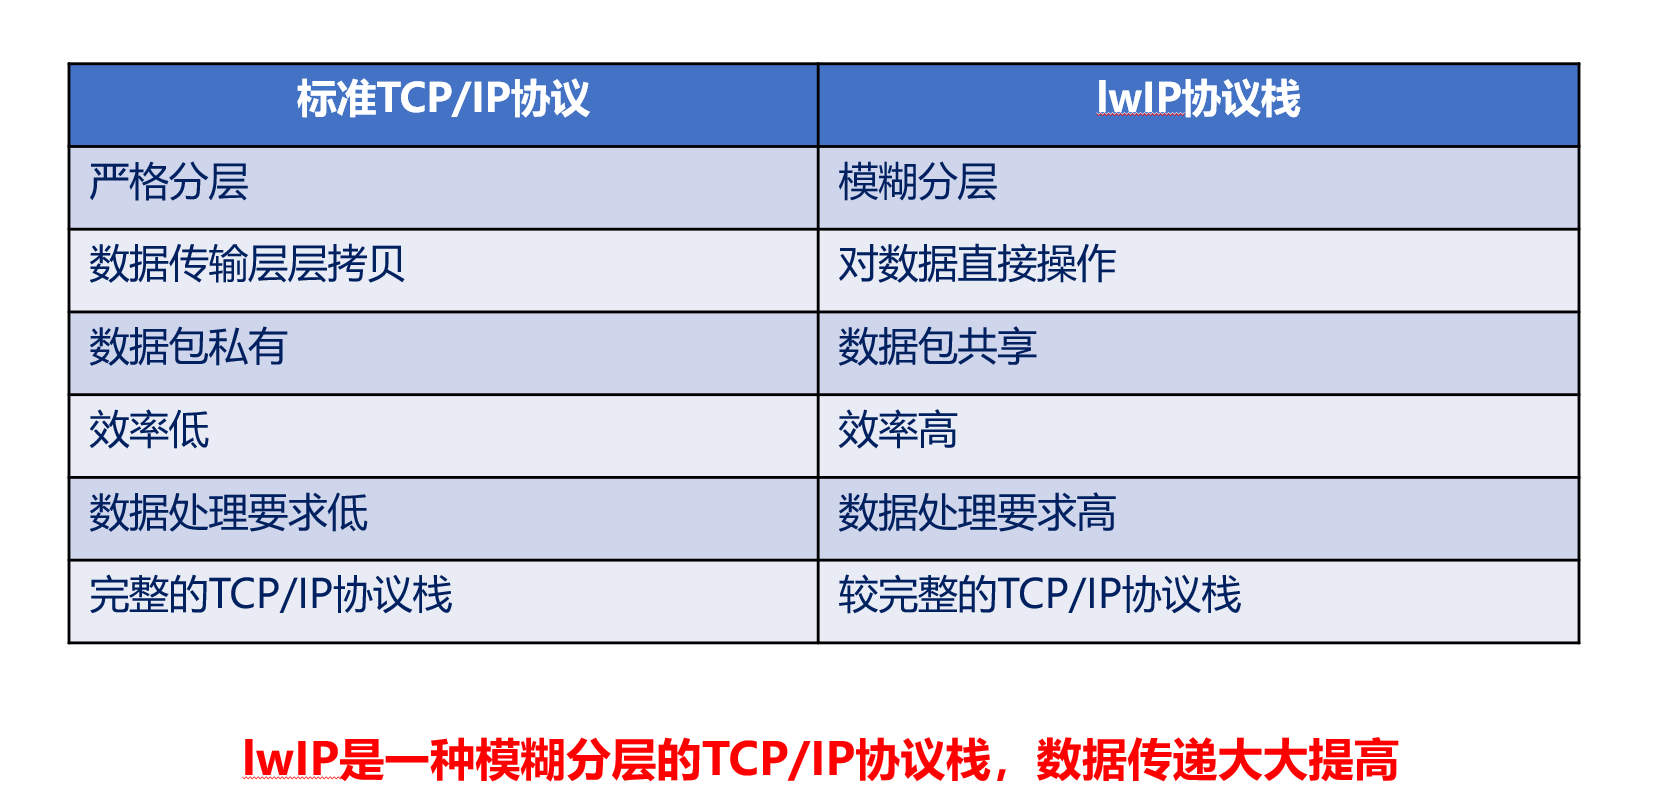 标准TCP/IP协议 lwIP协议栈
严格分层 模糊分层
数据传输层层拷贝 对数据直接操作
数据包私有 数据包共享
效率低 效率高
数据处理要求低 数据处理要求高
完整的TCP/IP协议栈 较完整的TCP/IP协议栈
lwIP是一种模糊分层的TCP/IP协议栈，数据传递大大提高